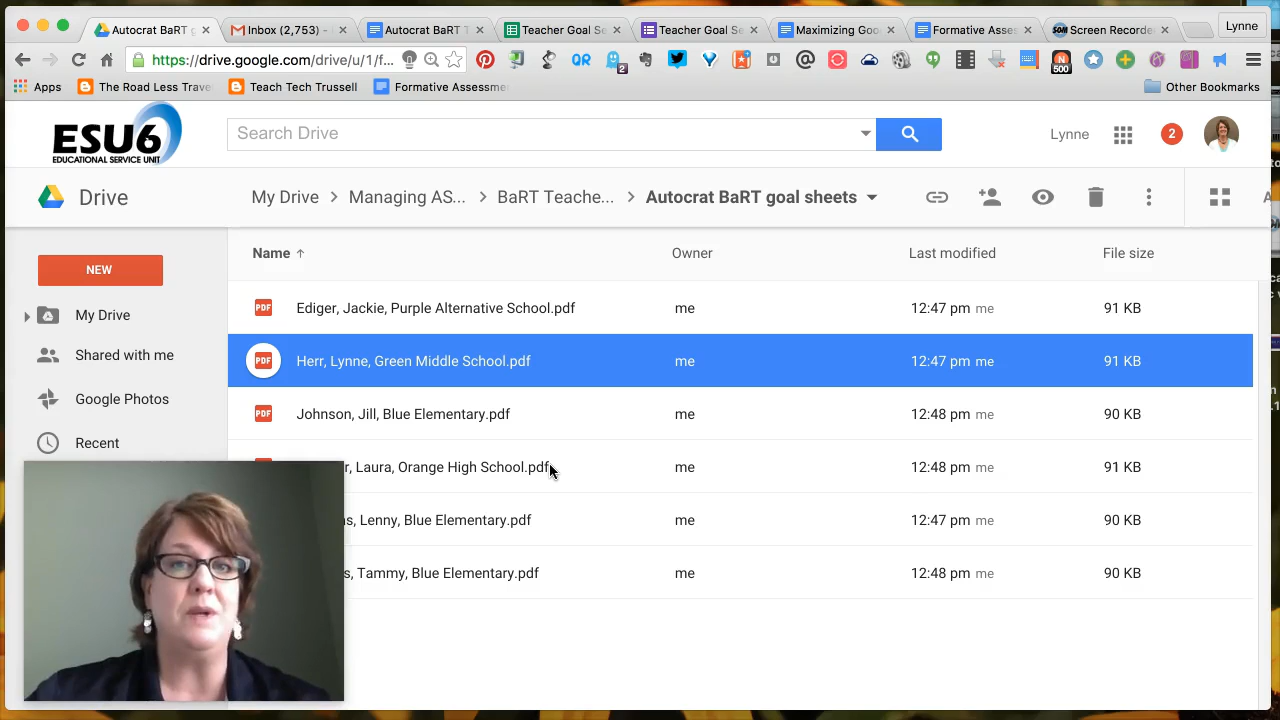 Autocrat BaRT g
Inbox (2,753) -
Autocrat BaRT T
Teacher Goal Se
Teacher Goal Se
Maximizing Goo
Formative Asses
Screen Recorde
Lynne
https://drive.google.com/drive/u/1/f...
QR
2
500
Apps
The Road Less Trave
Teach Tech Trussell
Formative Assessme
Other Bookmarks
ESU6
EDUCATIONAL SERVICE UNIT
Search Drive
Lynne
2
Drive
My Drive
Managing AS...
BaRT Teache...
Autocrat BaRT goal sheets
NEW
My Drive
Shared with me
Google Photos
Recent
Name Owner Last modified File size
PDF Ediger, Jackie, Purple Alternative School.pdf me 12:47 pm me 91 KB
PDF Herr, Lynne, Green Middle School.pdf me 12:47 pm me 91 KB
PDF Johnson, Jill, Blue Elementary.pdf me 12:48 pm me 90 KB
r, Laura, Orange High School.pdf me 12:48 pm me 91 KB
s, Lenny, Blue Elementary.pdf me 12:47 pm me 90 KB
s, Tammy, Blue Elementary.pdf me 12:48 pm me 90 KB